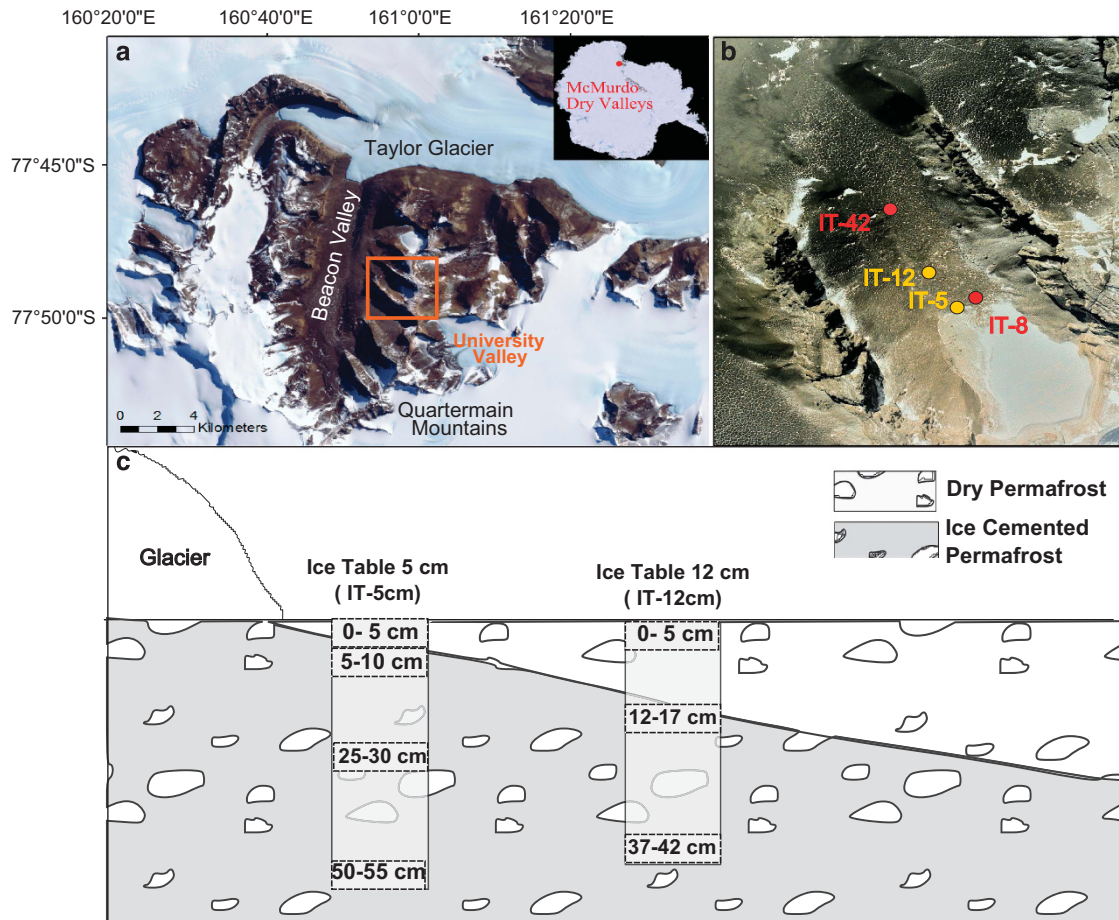 160°20'0"E 160°40'0"E 161°0'0"E 161°20'0"E
a
McMurdo
Dry Valleys
77°45'0"S
Taylor Glacier
Beacon Valley
77°50'0"S
University
Valley
Quartermain
Mountains
0 2 4
Kilometers
b
IT-42
IT-12
IT-5
IT-8
c
Dry Permafrost
Ice Cemented
Permafrost
Glacier
Ice Table 5 cm
( IT-5cm)
Ice Table 12 cm
( IT-12cm)
0- 5 cm
5-10 cm
25-30 cm
50-55 cm
0- 5 cm
12-17 cm
37-42 cm